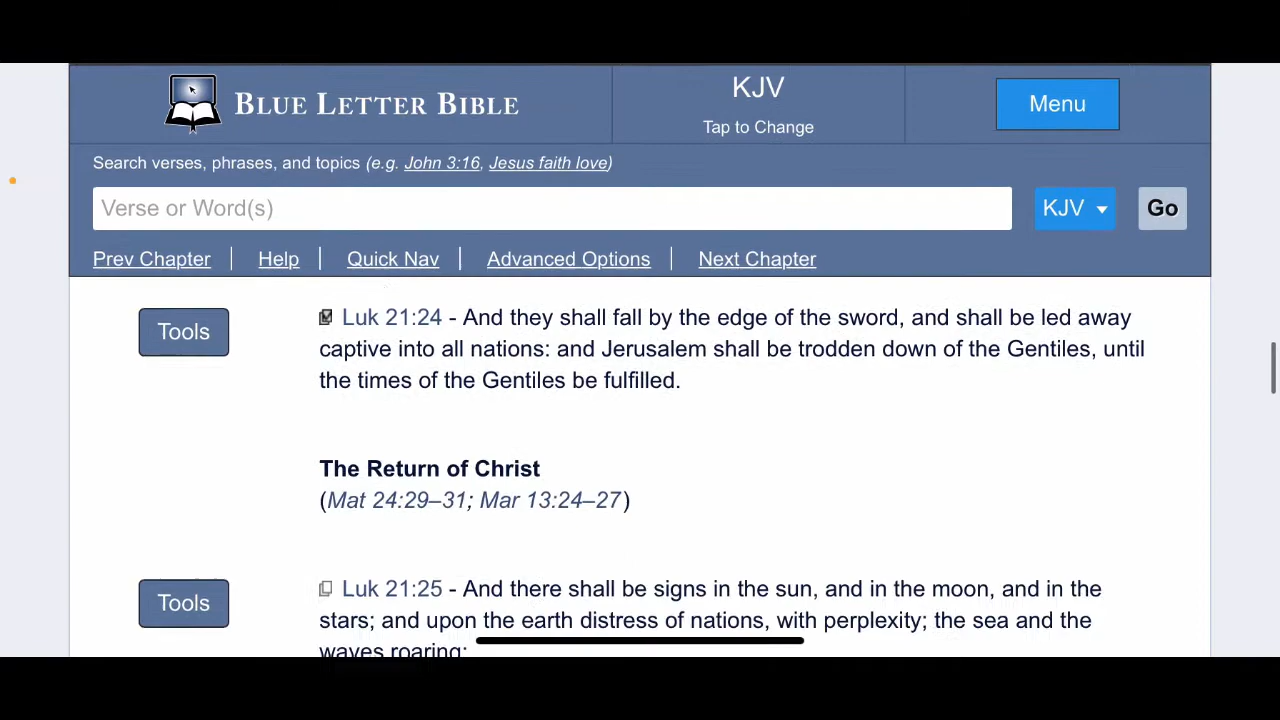 BLUE LETTER BIBLE
KJV
Tap to Change
Menu
Search verses, phrases, and topics (e.g. John 3:16, Jesus faith love)
Verse or Word(s)
KJV
Go
Prev Chapter | Help | Quick Nav | Advanced Options | Next Chapter
Tools
Luk 21:24 - And they shall fall by the edge of the sword, and shall be led away
captive into all nations: and Jerusalem shall be trodden down of the Gentiles, until
the times of the Gentiles be fulfilled.
The Return of Christ
(Mat 24:29–31; Mar 13:24–27)
Tools
Luk 21:25 - And there shall be signs in the sun, and in the moon, and in the
stars; and upon the earth distress of nations, with perplexity; the sea and the
waves roaring;